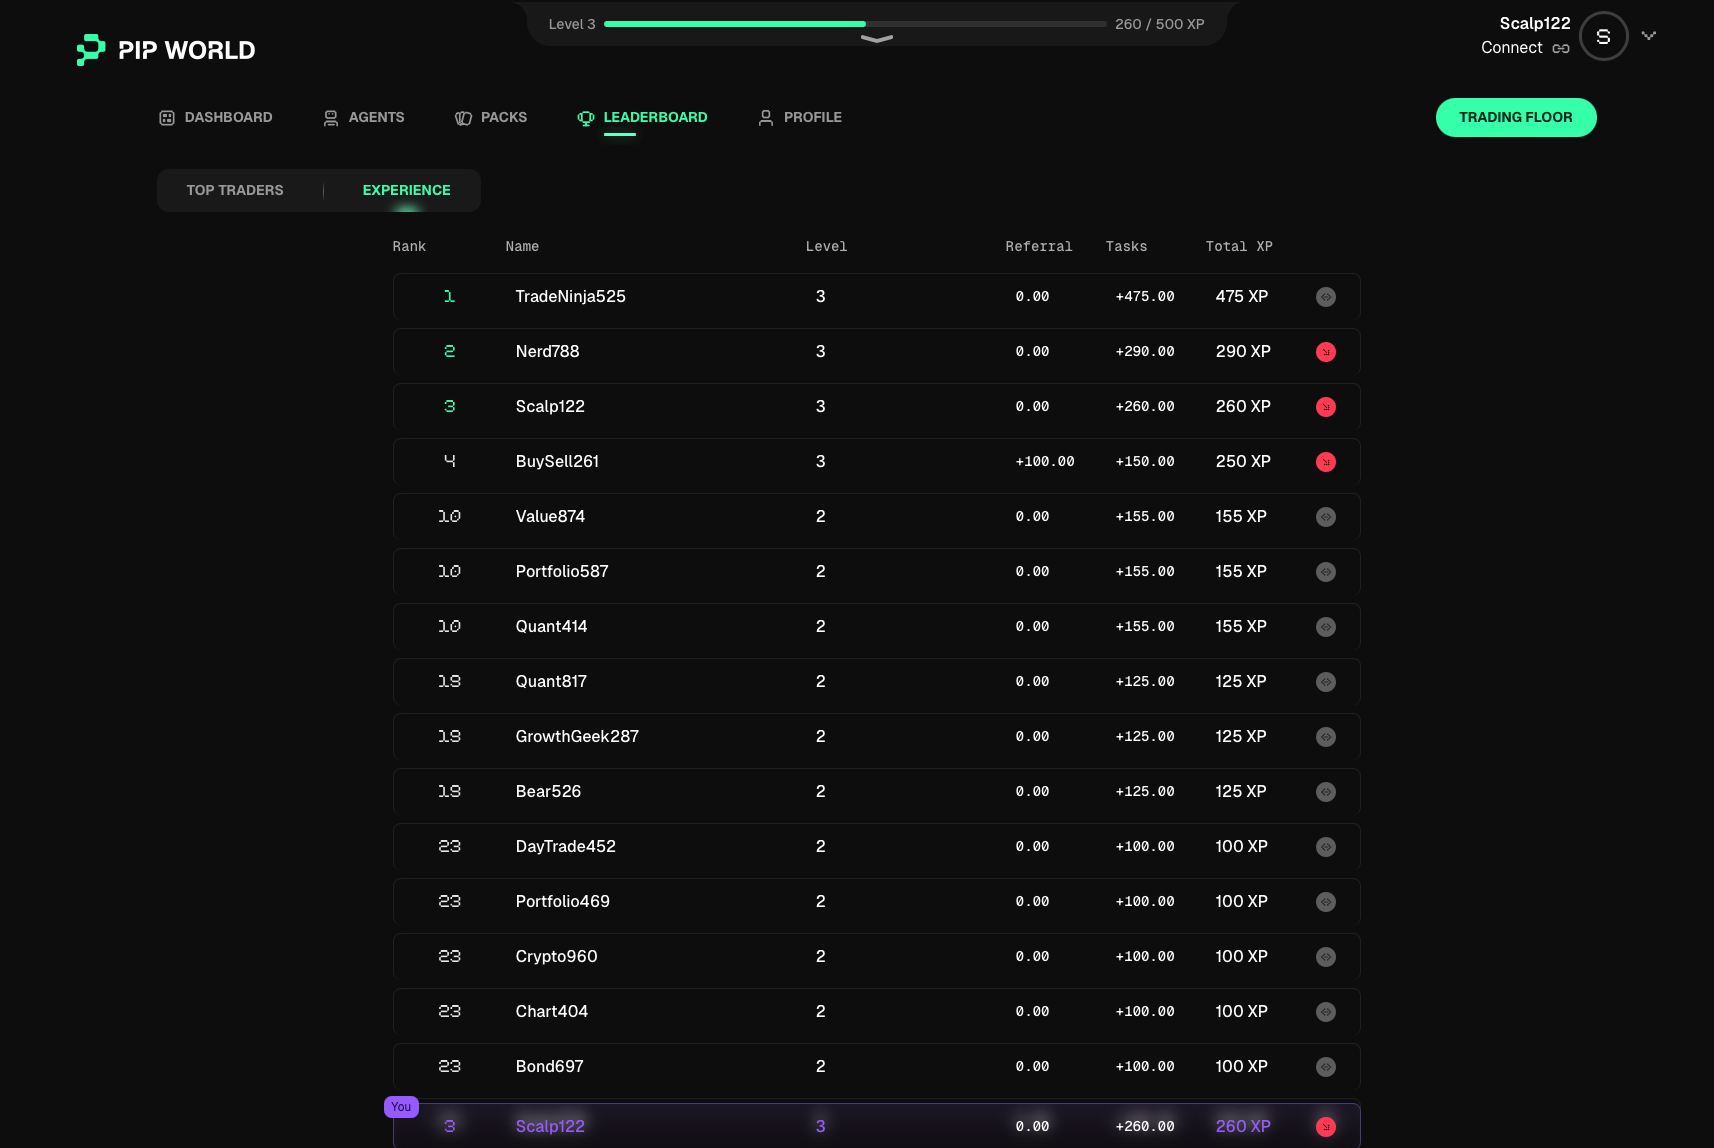 Level 3 260 / 500 XP
Scalp122
Connect
S
PIP WORLD
DASHBOARD AGENTS PACKS LEADERBOARD PROFILE TRADING FLOOR
TOP TRADERS EXPERIENCE
Rank Name Level Referral Tasks Total XP
1 TradeNinja525 3 0.00 +475.00 475 XP
2 Nerd788 3 0.00 +290.00 290 XP
3 Scalp122 3 0.00 +260.00 260 XP
4 BuySell261 3 +100.00 +150.00 250 XP
10 Value874 2 0.00 +155.00 155 XP
10 Portfolio587 2 0.00 +155.00 155 XP
10 Quant414 2 0.00 +155.00 155 XP
19 Quant817 2 0.00 +125.00 125 XP
19 GrowthGeek287 2 0.00 +125.00 125 XP
19 Bear526 2 0.00 +125.00 125 XP
23 DayTrade452 2 0.00 +100.00 100 XP
23 Portfolio469 2 0.00 +100.00 100 XP
23 Crypto960 2 0.00 +100.00 100 XP
23 Chart404 2 0.00 +100.00 100 XP
23 Bond697 2 0.00 +100.00 100 XP
You
3 Scalp122 3 0.00 +260.00 260 XP